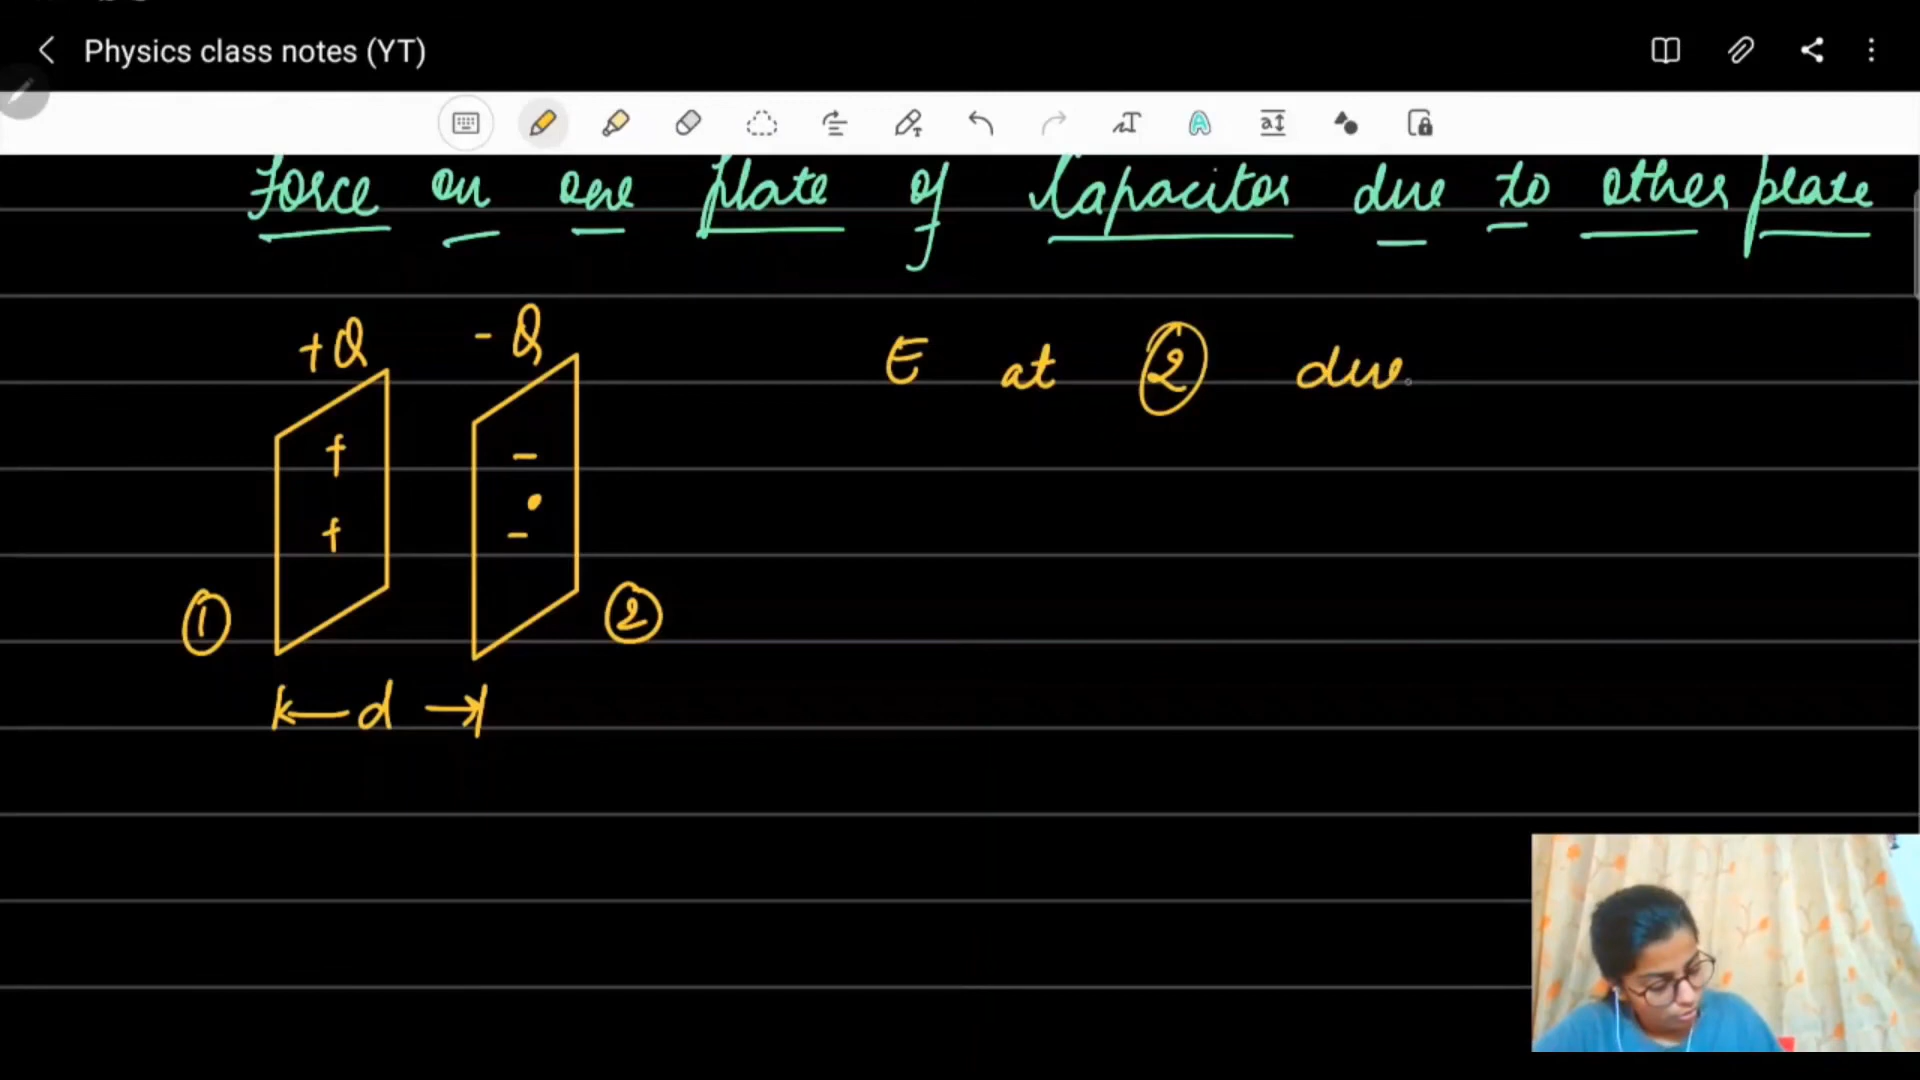 Physics class notes (YT)
Force on one plate of Capacitor due to other plate
+Q - Q
E at ② due
+ -
+ -
① ②
d